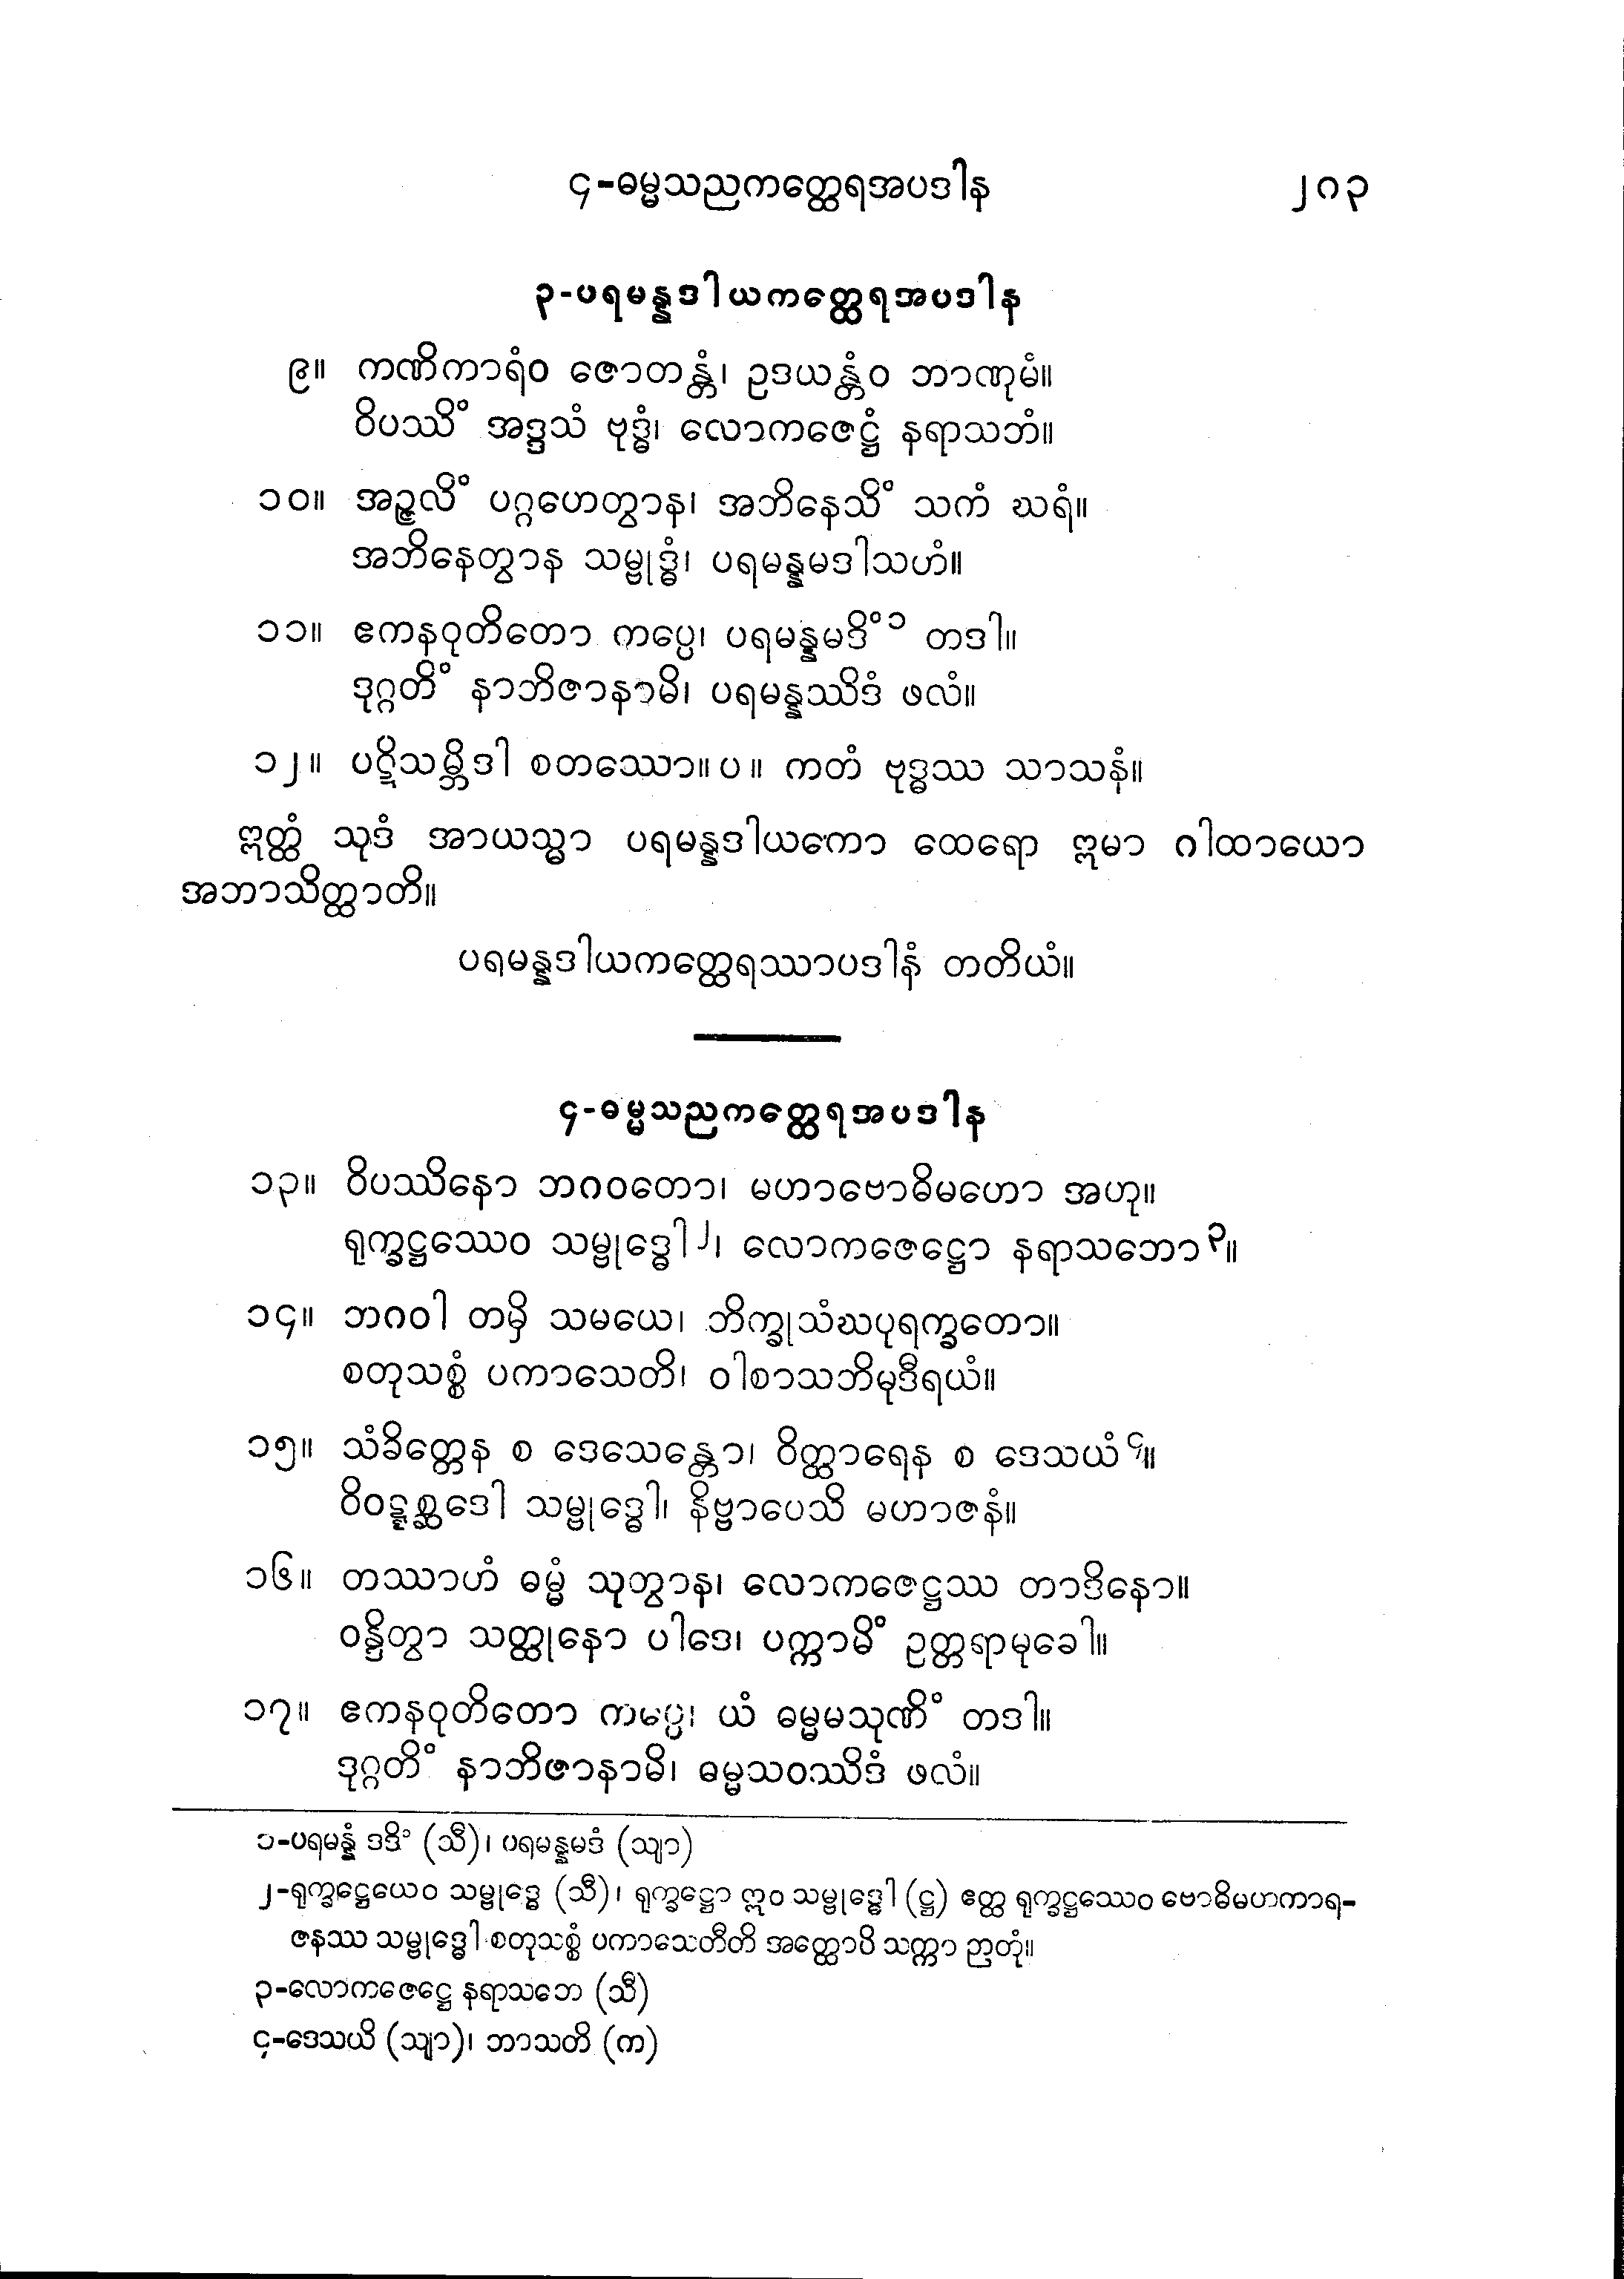 ၄-ဓမ္မသညကတ္ထေရအပဒါန ၂၀၃
၃-ပရမန္နဒါယကတ္ထေရအပဒါန
၉။ ကဏိကာရံဝ ဇောတန္တံ၊ ဥဒယန္တံဝ ဘာဏုမံ။
ဝိပဿိံ အဒ္ဒသံ ဗုဒ္ဓံ၊ လောကဇေဋ္ဌံ နရာသဘံ။
၁၀။ အဉ္ဇလိံ ပဂ္ဂဟေတွာန၊ အဘိနေသိံ သကံ ဃရံ။
အဘိနေတွာန သမ္ဗုဒ္ဓံ၊ ပရမန္နမဒါသဟံ။
၁၁။ ဧကနဝုတိတော ကပ္ပေ၊ ပရမန္နမဒိံ ၁ တဒါ။
ဒုဂ္ဂတိံ နာဘိဇာနာမိ၊ ပရမန္နဿိဒံ ဖလံ။
၁၂။ ပဋိသမ္ဘိဒါ စတဿော။ပ။ ကတံ ဗုဒ္ဓဿ သာသနံ။
ဣတ္ထံ သုဒံ အာယသ္မာ ပရမန္နဒါယကော ထေရော ဣမာ ဂါထာယော
အဘာသိတ္ထာတိ။
ပရမန္နဒါယကတ္ထေရဿာပဒါနံ တတိယံ။
၄-ဓမ္မသညကတ္ထေရအပဒါန
၁၃။ ဝိပဿိနော ဘဂဝတော၊ မဟာဗောဓိမဟော အဟု။
ရုက္ခဋ္ဌဿေဝ သမ္ဗုဒ္ဓေါ ၂၊ လောကဇေဋ္ဌော နရာသဘော ၃။
၁၄။ ဘဂဝါ တမှိ သမယေ၊ ဘိက္ခုသံဃပုရက္ခတော။
စတုသစ္စံ ပကာသေတိ၊ ဝါစာသဘိမုဒီရယံ။
၁၅။ သံခိတ္တေန စ ဒေသေန္တော၊ ဝိတ္ထာရေန စ ဒေသယံ ၄။
ဝိဝဋ္ဋစ္ဆဒေါ သမ္ဗုဒ္ဓေါ၊ နိဗ္ဗာပေသိ မဟာဇနံ။
၁၆။ တဿာဟံ ဓမ္မံ သုတွာန၊ လောကဇေဋ္ဌဿ တာဒိနော။
ဝန္ဒိတွာ သတ္ထုနော ပါဒေ၊ ပက္ကာမိံ ဥတ္တရာမုခေါ။
၁၇။ ဧကနဝုတိတော ကပ္ပေ၊ ယံ ဓမ္မမသုဏိံ တဒါ။
ဒုဂ္ဂတိံ နာဘိဇာနာမိ၊ ဓမ္မသဝဿိဒံ ဖလံ။
၁-ပရမန္နံ ဒဒိံ (သီ)၊ ပရမန္နမဒံ (သျာ)
၂-ရုက္ခဋ္ဌေယေဝ သမ္ဗုဒ္ဓေ (သီ)၊ ရုက္ခဋ္ဌော ဣဝ သမ္ဗုဒ္ဓေါ (ဋ္ဌ) ဧတ္ထ ရုက္ခဋ္ဌဿေဝ ဗောဓိမဟကာရ-
ဇနဿ သမ္ဗုဒ္ဓေါ စတုသစ္စံ ပကာသေတီတိ အတ္ထောပိ သက္ကာ ဉာတုံ။
၃-လောကဇေဋ္ဌေ နရာသဘေ (သီ)
၄-ဒေသယိ (သျာ)၊ ဘာသတိ (က)